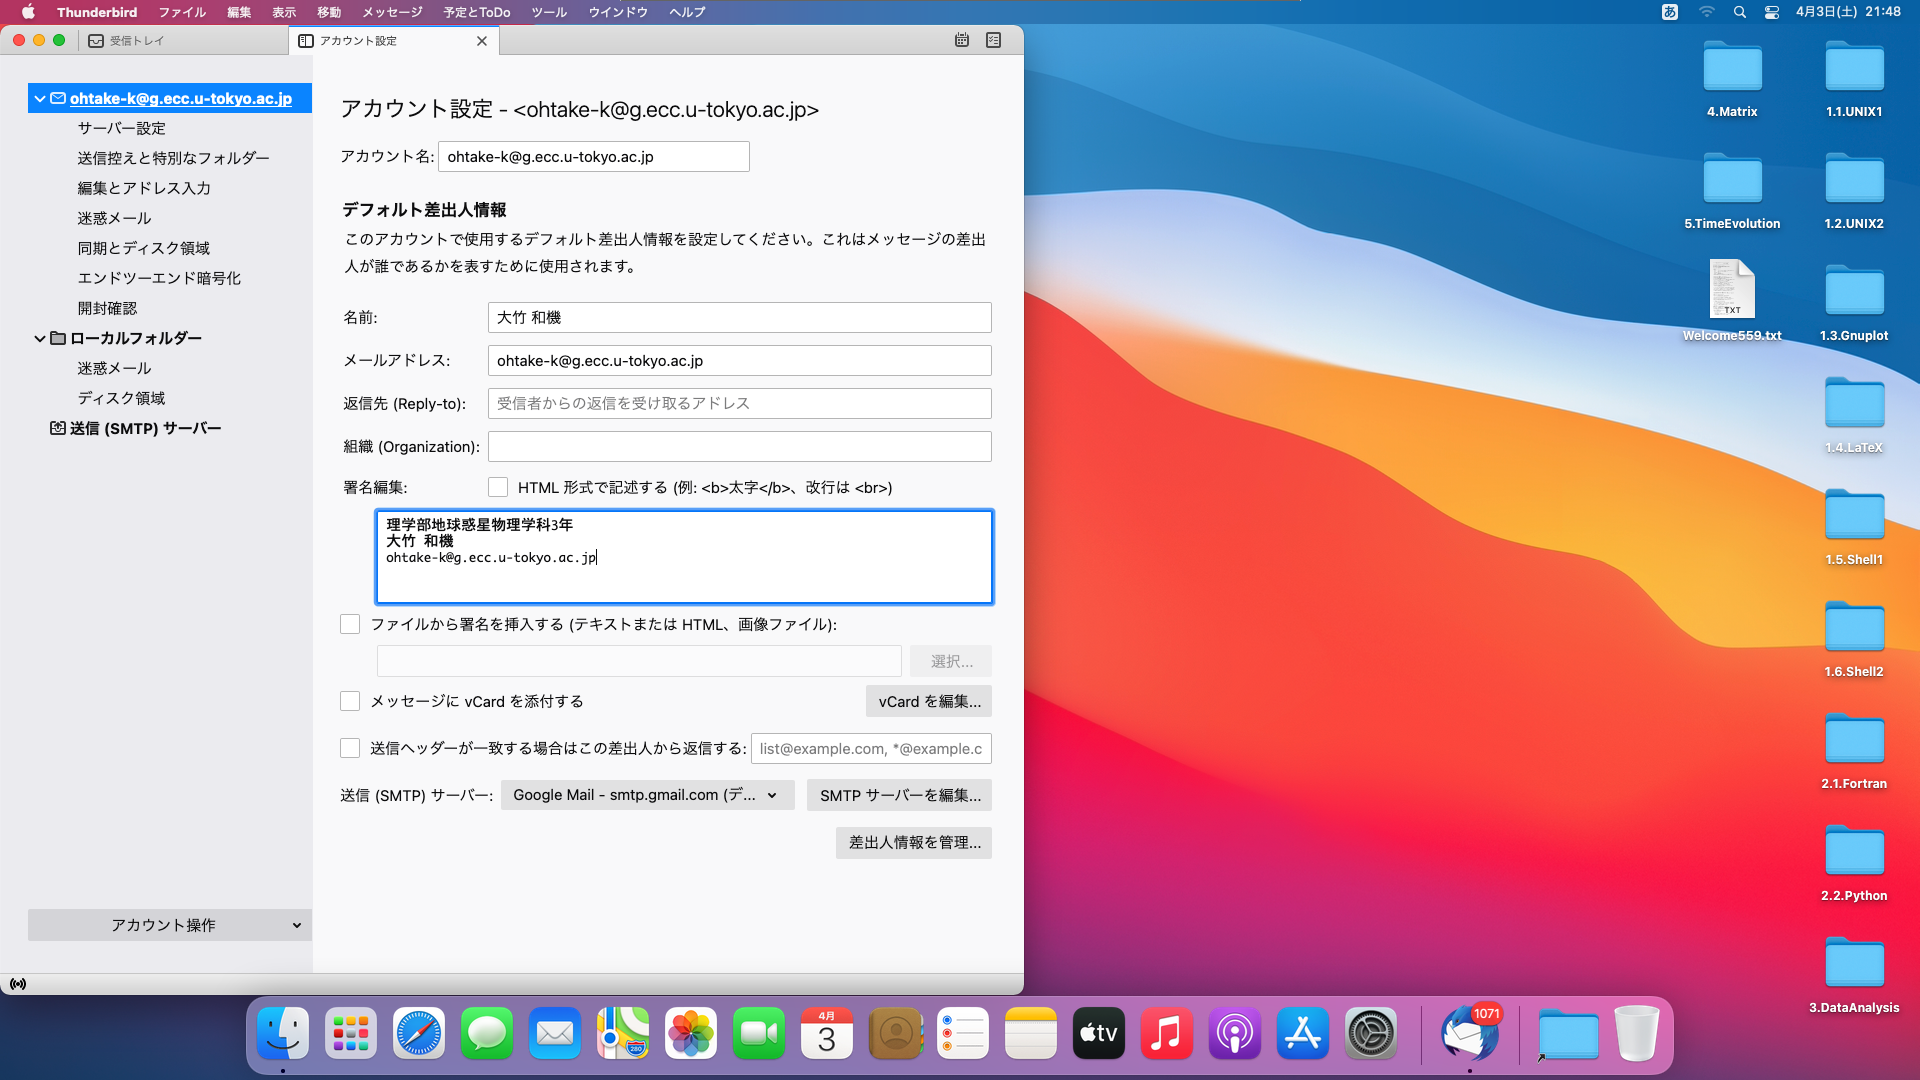 Thunderbird ファイル 編集 表示 移動 メッセージ 予定とToDo ツール ウインドウ ヘルプ
あ 4月3日(土) 21:48
受信トレイ
アカウント設定
ohtake-k@g.ecc.u-tokyo.ac.jp
サーバー設定
送信控えと特別なフォルダー
編集とアドレス入力
迷惑メール
同期とディスク領域
エンドツーエンド暗号化
開封確認
ローカルフォルダー
迷惑メール
ディスク領域
送信 (SMTP) サーバー
アカウント操作
アカウント設定 - <ohtake-k@g.ecc.u-tokyo.ac.jp>
アカウント名: ohtake-k@g.ecc.u-tokyo.ac.jp
デフォルト差出人情報
このアカウントで使用するデフォルト差出人情報を設定してください。これはメッセージの差出
人が誰であるかを表すために使用されます。
名前: 大竹 和機
メールアドレス: ohtake-k@g.ecc.u-tokyo.ac.jp
返信先 (Reply-to): 受信者からの返信を受け取るアドレス
組織 (Organization):
署名編集: HTML 形式で記述する (例: <b>太字</b>、改行は <br>)
理学部地球惑星物理学科3年
大竹 和機
ohtake-k@g.ecc.u-tokyo.ac.jp
ファイルから署名を挿入する (テキストまたは HTML、画像ファイル):
選択...
メッセージに vCard を添付する
vCard を編集...
送信ヘッダーが一致する場合はこの差出人から返信する: list@example.com, *@example.c
送信 (SMTP) サーバー: Google Mail - smtp.gmail.com (デ... SMTP サーバーを編集...
差出人情報を管理...
4.Matrix
1.1.UNIX1
5.TimeEvolution
1.2.UNIX2
TXT
Welcome559.txt
1.3.Gnuplot
1.4.LaTeX
1.5.Shell1
1.6.Shell2
2.1.Fortran
2.2.Python
3.DataAnalysis
280
4月
3
tv
1071